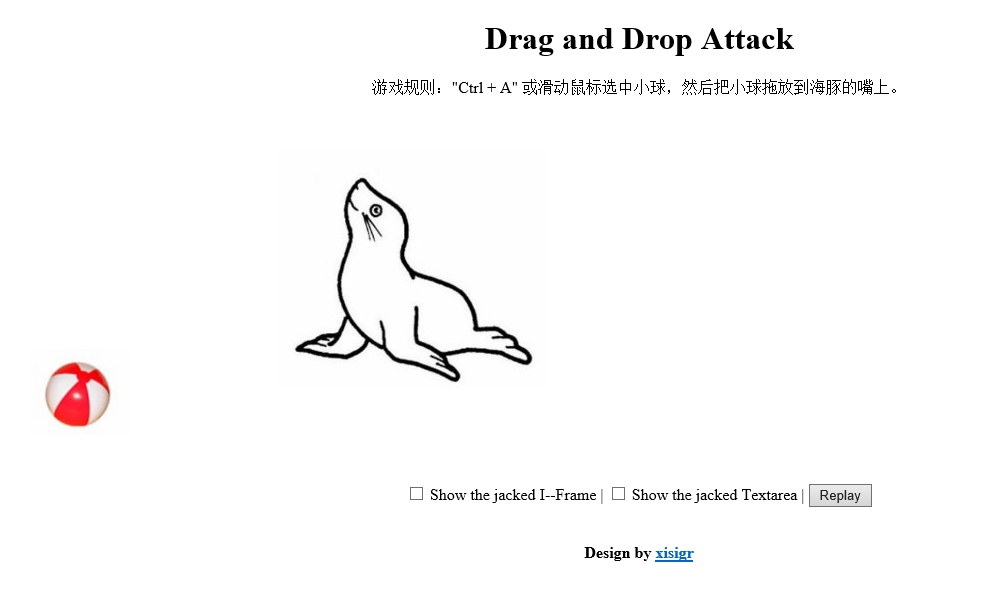 Drag and Drop Attack
游戏规则："Ctrl + A" 或滑动鼠标选中小球，然后把小球拖放到海豚的嘴上。
Show the jacked I--Frame | Show the jacked Textarea | Replay
Design by xisigr